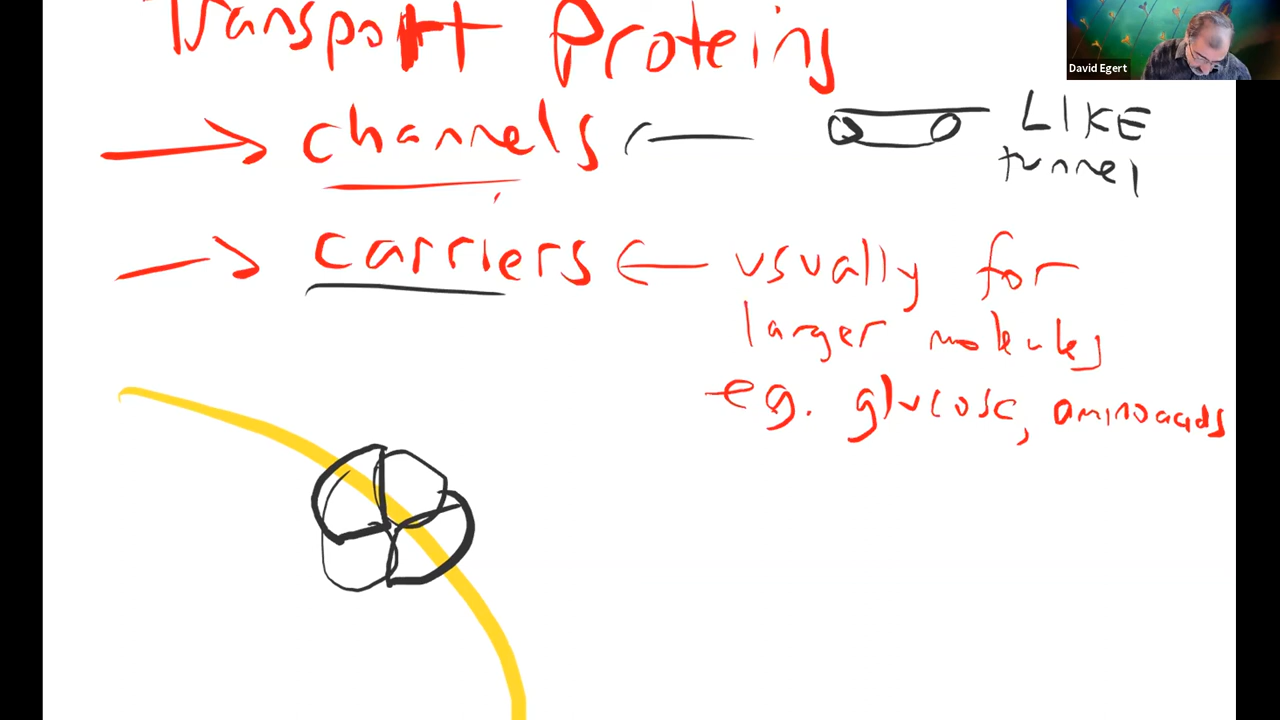 Transport Proteins
David Egert
channels
LIKE
tunnel
carriers
usually for
larger molecules
eg. glucose, aminoacids